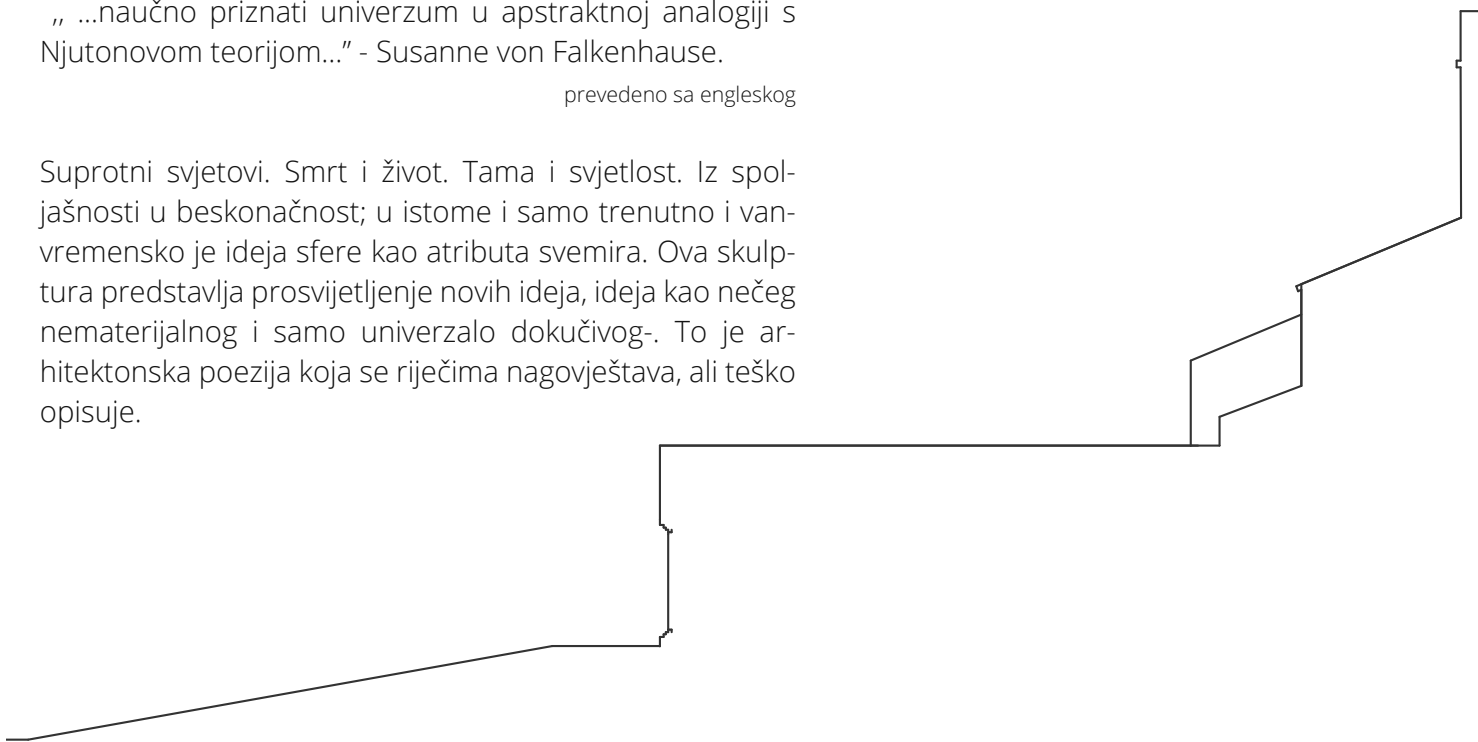 ,, ...naučno priznati univerzum u apstraktnoj analogiji s
Njutonovom teorijom...” - Susanne von Falkenhause.
prevedeno sa engleskog
Suprotni svjetovi. Smrt i život. Tama i svjetlost. Iz spol-
jašnosti u beskonačnost; u istome i samo trenutno i van-
vremensko je ideja sfere kao atributa svemira. Ova skulp-
tura predstavlja prosvijetljenje novih ideja, ideja kao nečeg
nematerijalnog i samo univerzalo dokučivog-. To je ar-
hitektonska poezija koja se riječima nagovještava, ali teško
opisuje.